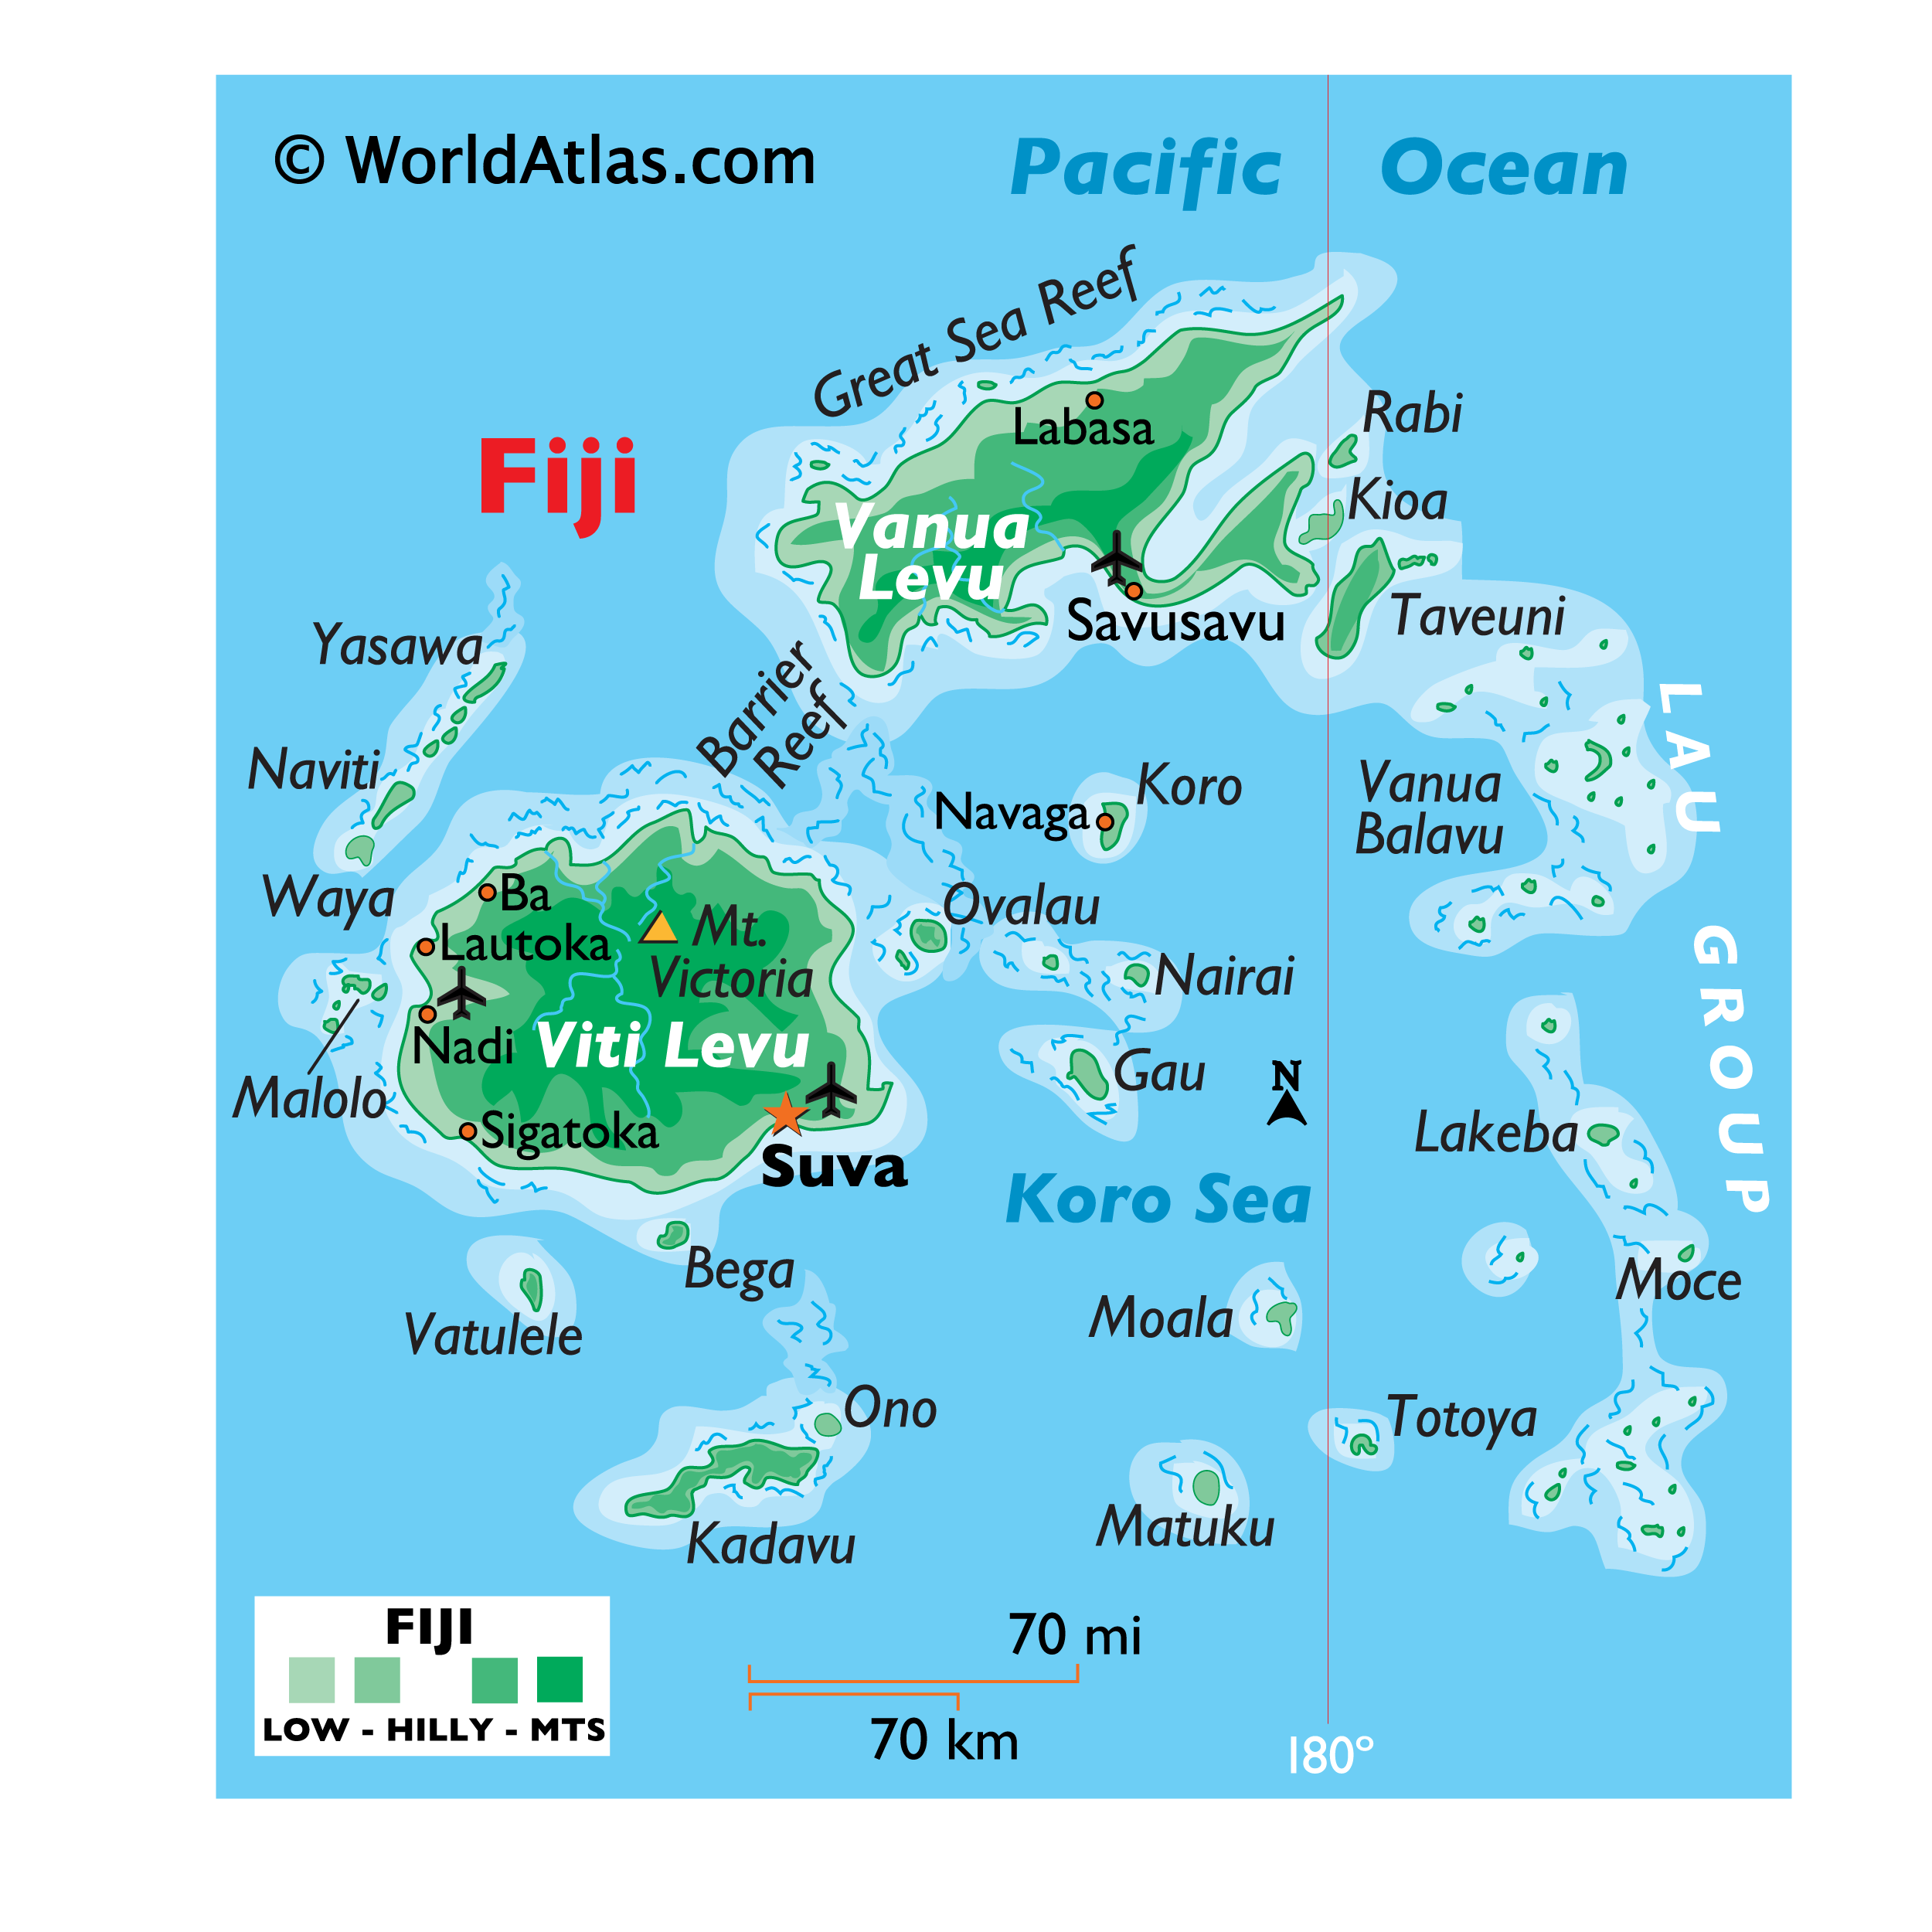 © WorldAtlas.com
Pacific Ocean
Great Sea Reef
Fiji
Rabi
Labasa
Kioa
Vanua
Levu
Savusavu
Taveuni
Yasawa
Barrier
Reef
LAU GROUP
Naviti
Koro
Navaga
Vanua
Balavu
Waya
Ba
Ovalau
Lautoka
Mt.
Victoria
Nairai
Nadi
Viti Levu
Gau
N
Malolo
Sigatoka
Suva
Lakeba
Koro Sea
Bega
Moce
Vatulele
Moala
Ono
Totoya
Kadavu
Matuku
FIJI
LOW - HILLY - MTS
70 mi
70 km
180°